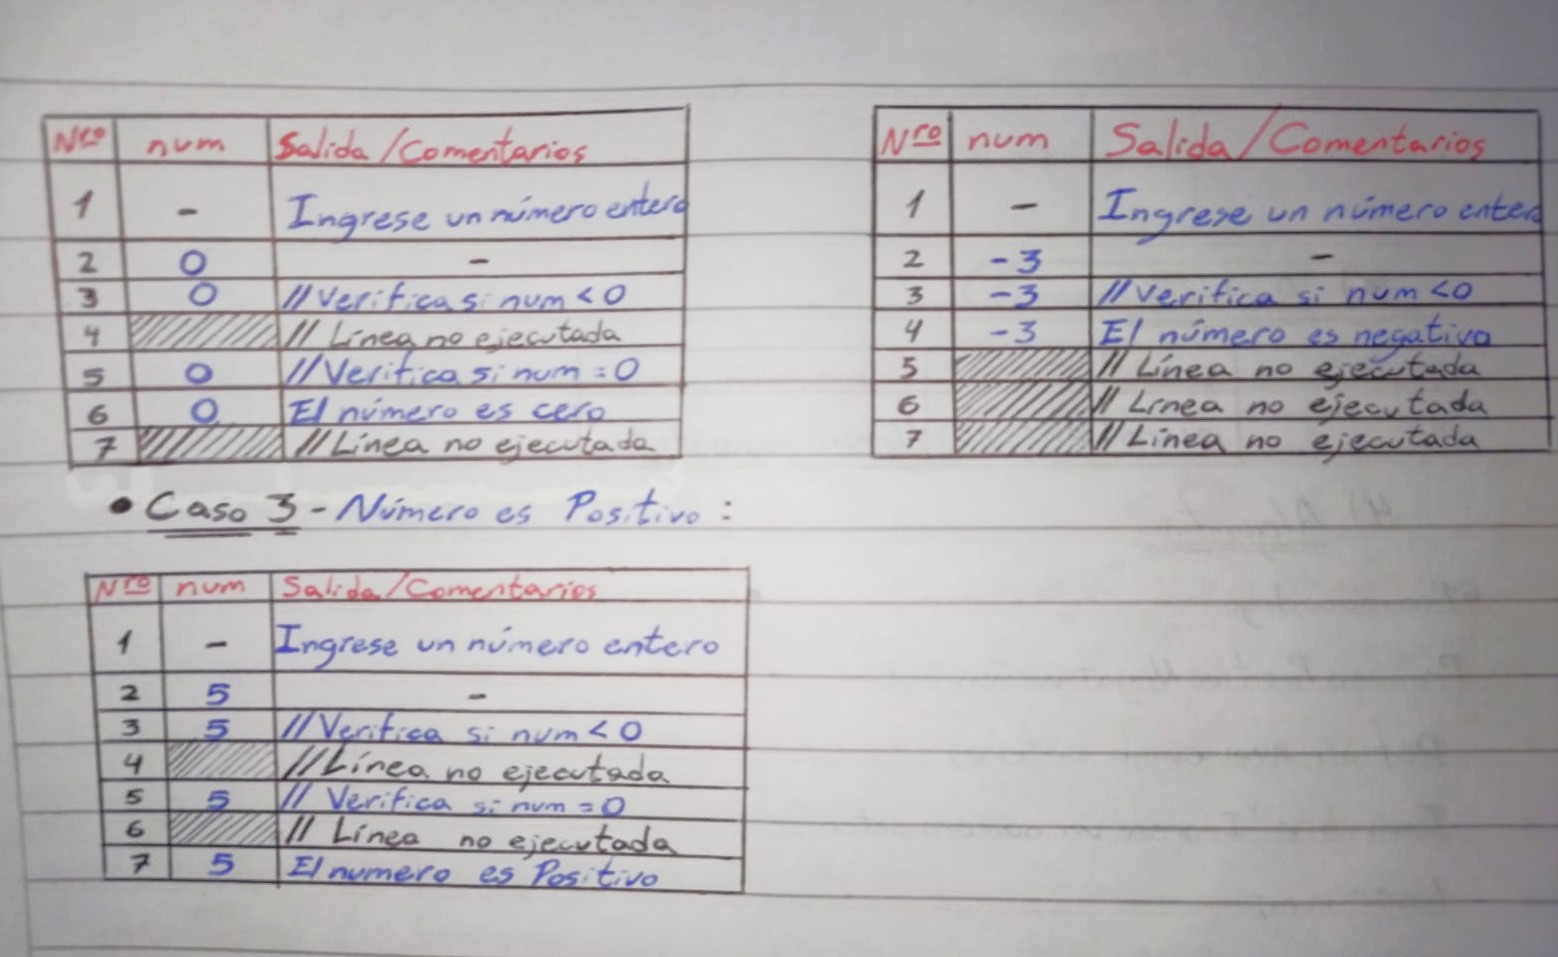 Nro num Salida/Comentarios
1 - Ingrese un número entero
2 0 -
3 0 //Verifica si num < 0
4 // Línea no ejecutada
5 0 //Verifica si num = 0
6 0 El número es cero
7 //Línea no ejecutada
Nro num Salida/Comentarios
1 - Ingrese un número entero
2 -3 -
3 -3 //Verifica si num <0
4 -3 El número es negativo
5 // Línea no ejecutada
6 // Línea no ejecutada
7 // Línea no ejecutada
• Caso 3 - Número es Positivo :
Nro num Salida/Comentarios
1 - Ingrese un número entero
2 5 -
3 5 //Verifica si num < 0
4 //Línea no ejecutada
5 5 // Verifica si num = 0
6 // Línea no ejecutada
7 5 El numero es Positivo